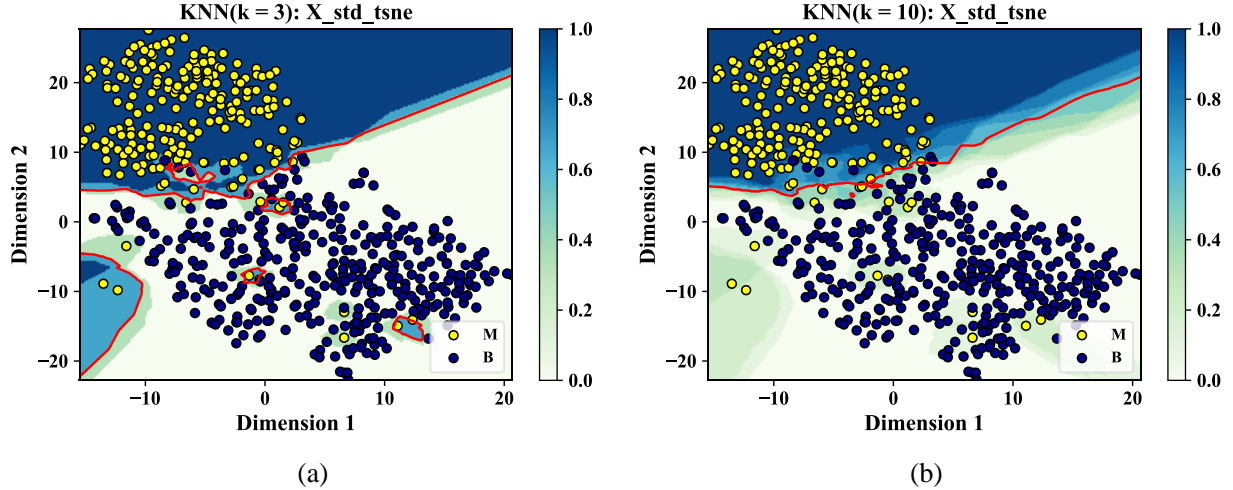 KNN(k = 3): X_std_tsne
Dimension 2
20
10
0
−10
−20
−10
0
10
20
Dimension 1
M
B
1.0
0.8
0.6
0.4
0.2
0.0
(a)
KNN(k = 10): X_std_tsne
Dimension 2
20
10
0
−10
−20
−10
0
10
20
Dimension 1
M
B
1.0
0.8
0.6
0.4
0.2
0.0
(b)